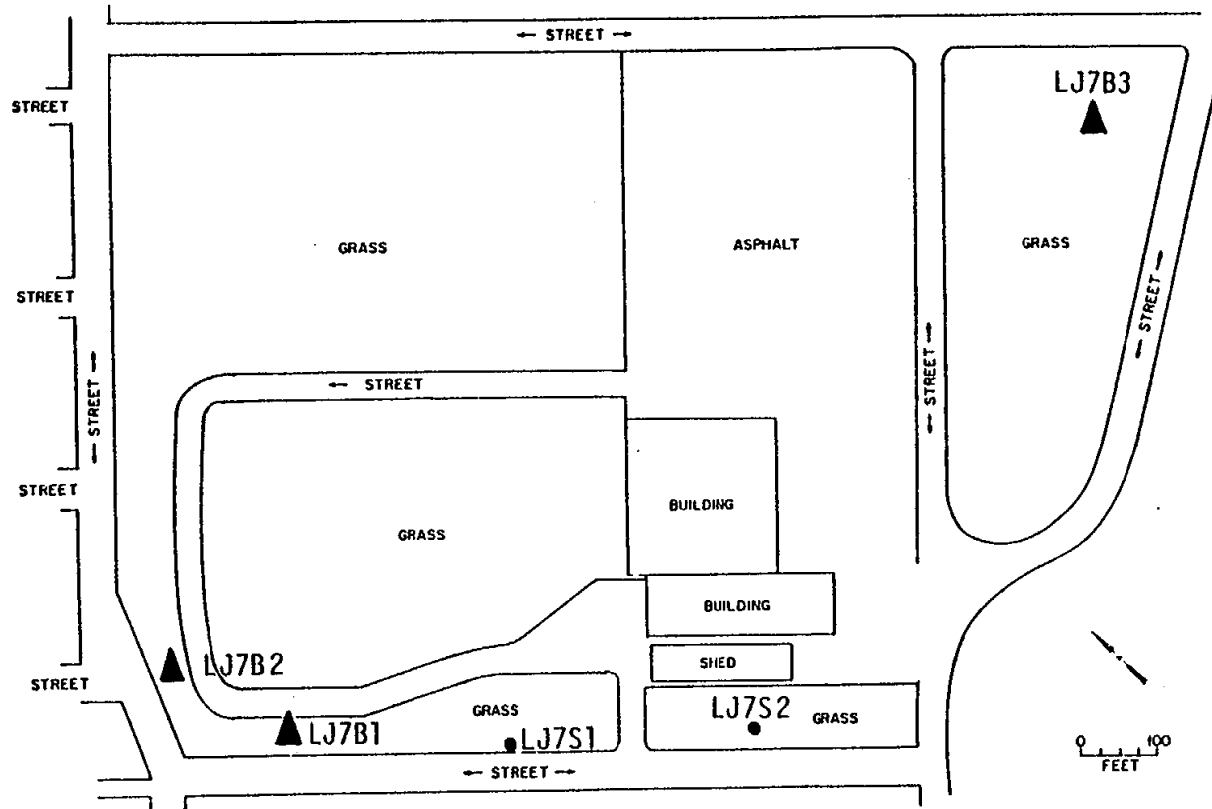 ← STREET →
LJ7B3
STREET
GRASS
ASPHALT
GRASS
STREET
← STREET →
← STREET →
← STREET →
← STREET
← STREET →
STREET
BUILDING
GRASS
BUILDING
SHED
LJ7B2
STREET
LJ7S2
GRASS
GRASS
LJ7B1
LJ7S1
0 100
FEET
← STREET →